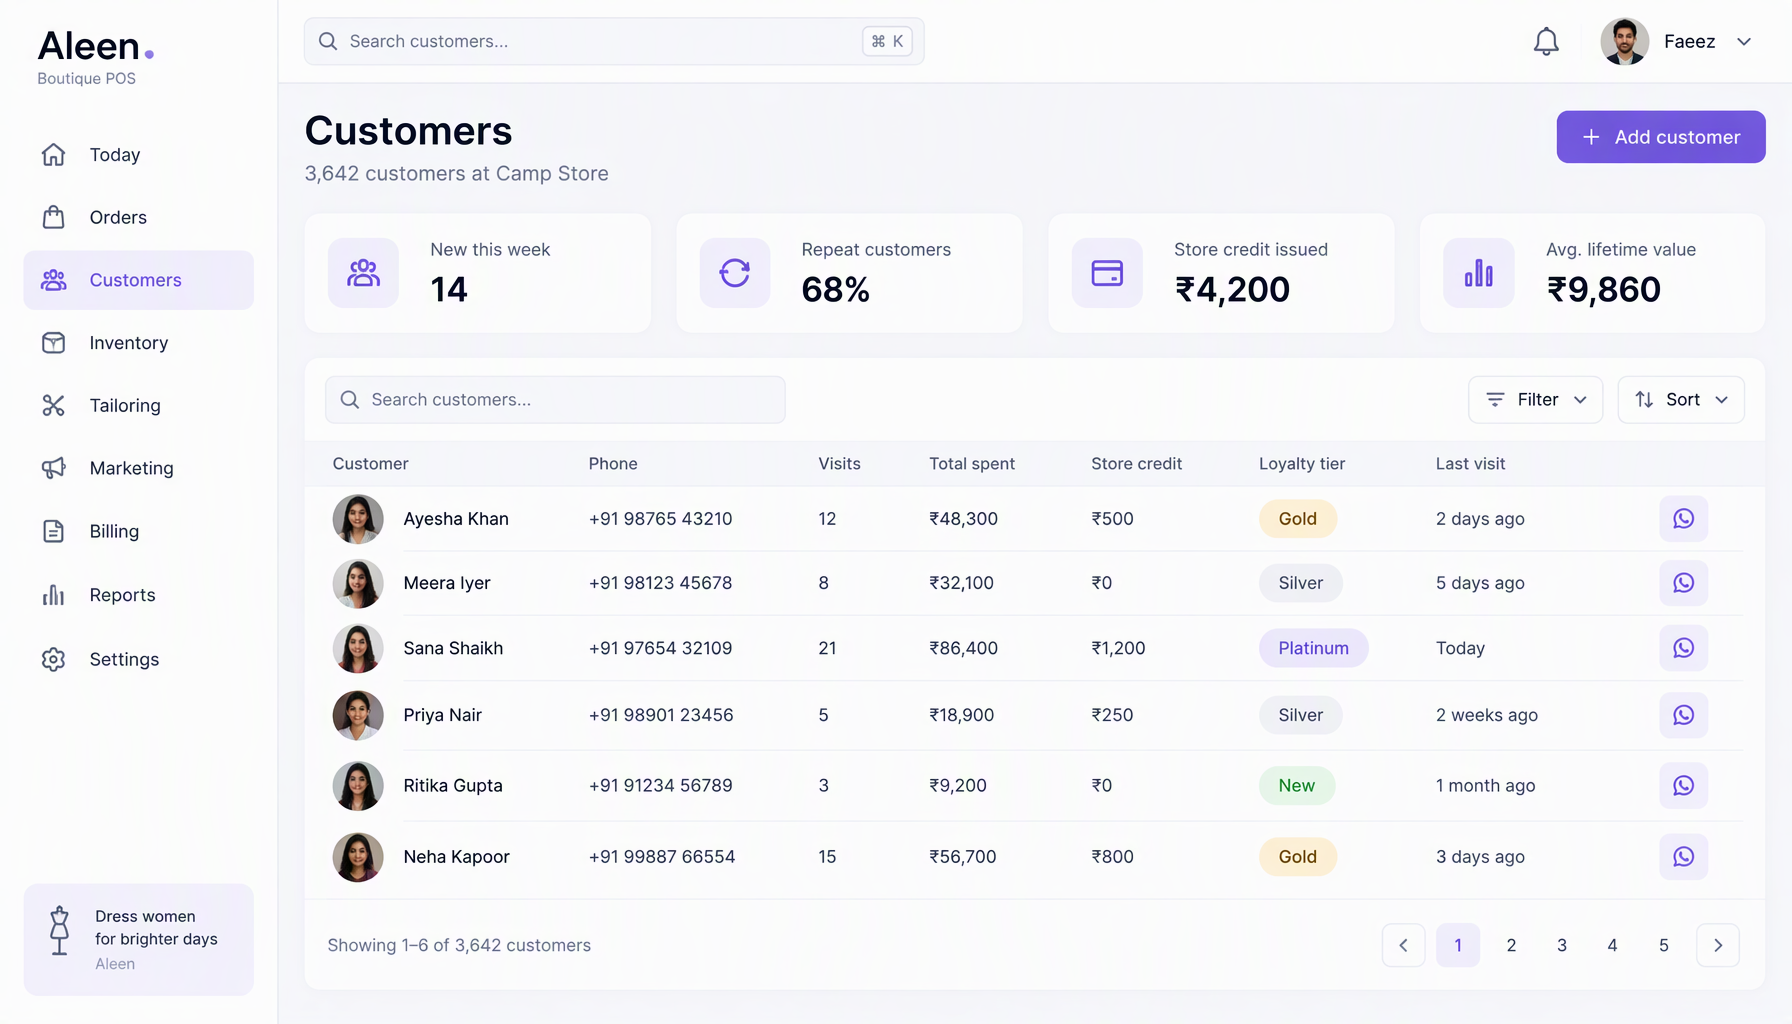 Aleen.
Boutique POS
Today
Orders
Customers
Inventory
Tailoring
Marketing
Billing
Reports
Settings
Dress women
for brighter days
Aleen
Search customers...
⌘ K
Faeez
Customers
3,642 customers at Camp Store
+ Add customer
New this week
14
Repeat customers
68%
Store credit issued
₹4,200
Avg. lifetime value
₹9,860
Search customers...
Filter
Sort
Customer Phone Visits Total spent Store credit Loyalty tier Last visit
Ayesha Khan +91 98765 43210 12 ₹48,300 ₹500 Gold 2 days ago
Meera Iyer +91 98123 45678 8 ₹32,100 ₹0 Silver 5 days ago
Sana Shaikh +91 97654 32109 21 ₹86,400 ₹1,200 Platinum Today
Priya Nair +91 98901 23456 5 ₹18,900 ₹250 Silver 2 weeks ago
Ritika Gupta +91 91234 56789 3 ₹9,200 ₹0 New 1 month ago
Neha Kapoor +91 99887 66554 15 ₹56,700 ₹800 Gold 3 days ago
Showing 1–6 of 3,642 customers
1 2 3 4 5